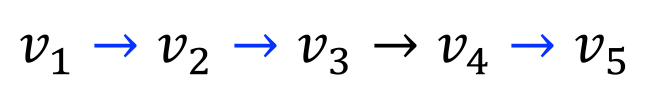 v₁ → v₂ → v₃ → v₄ → v₅